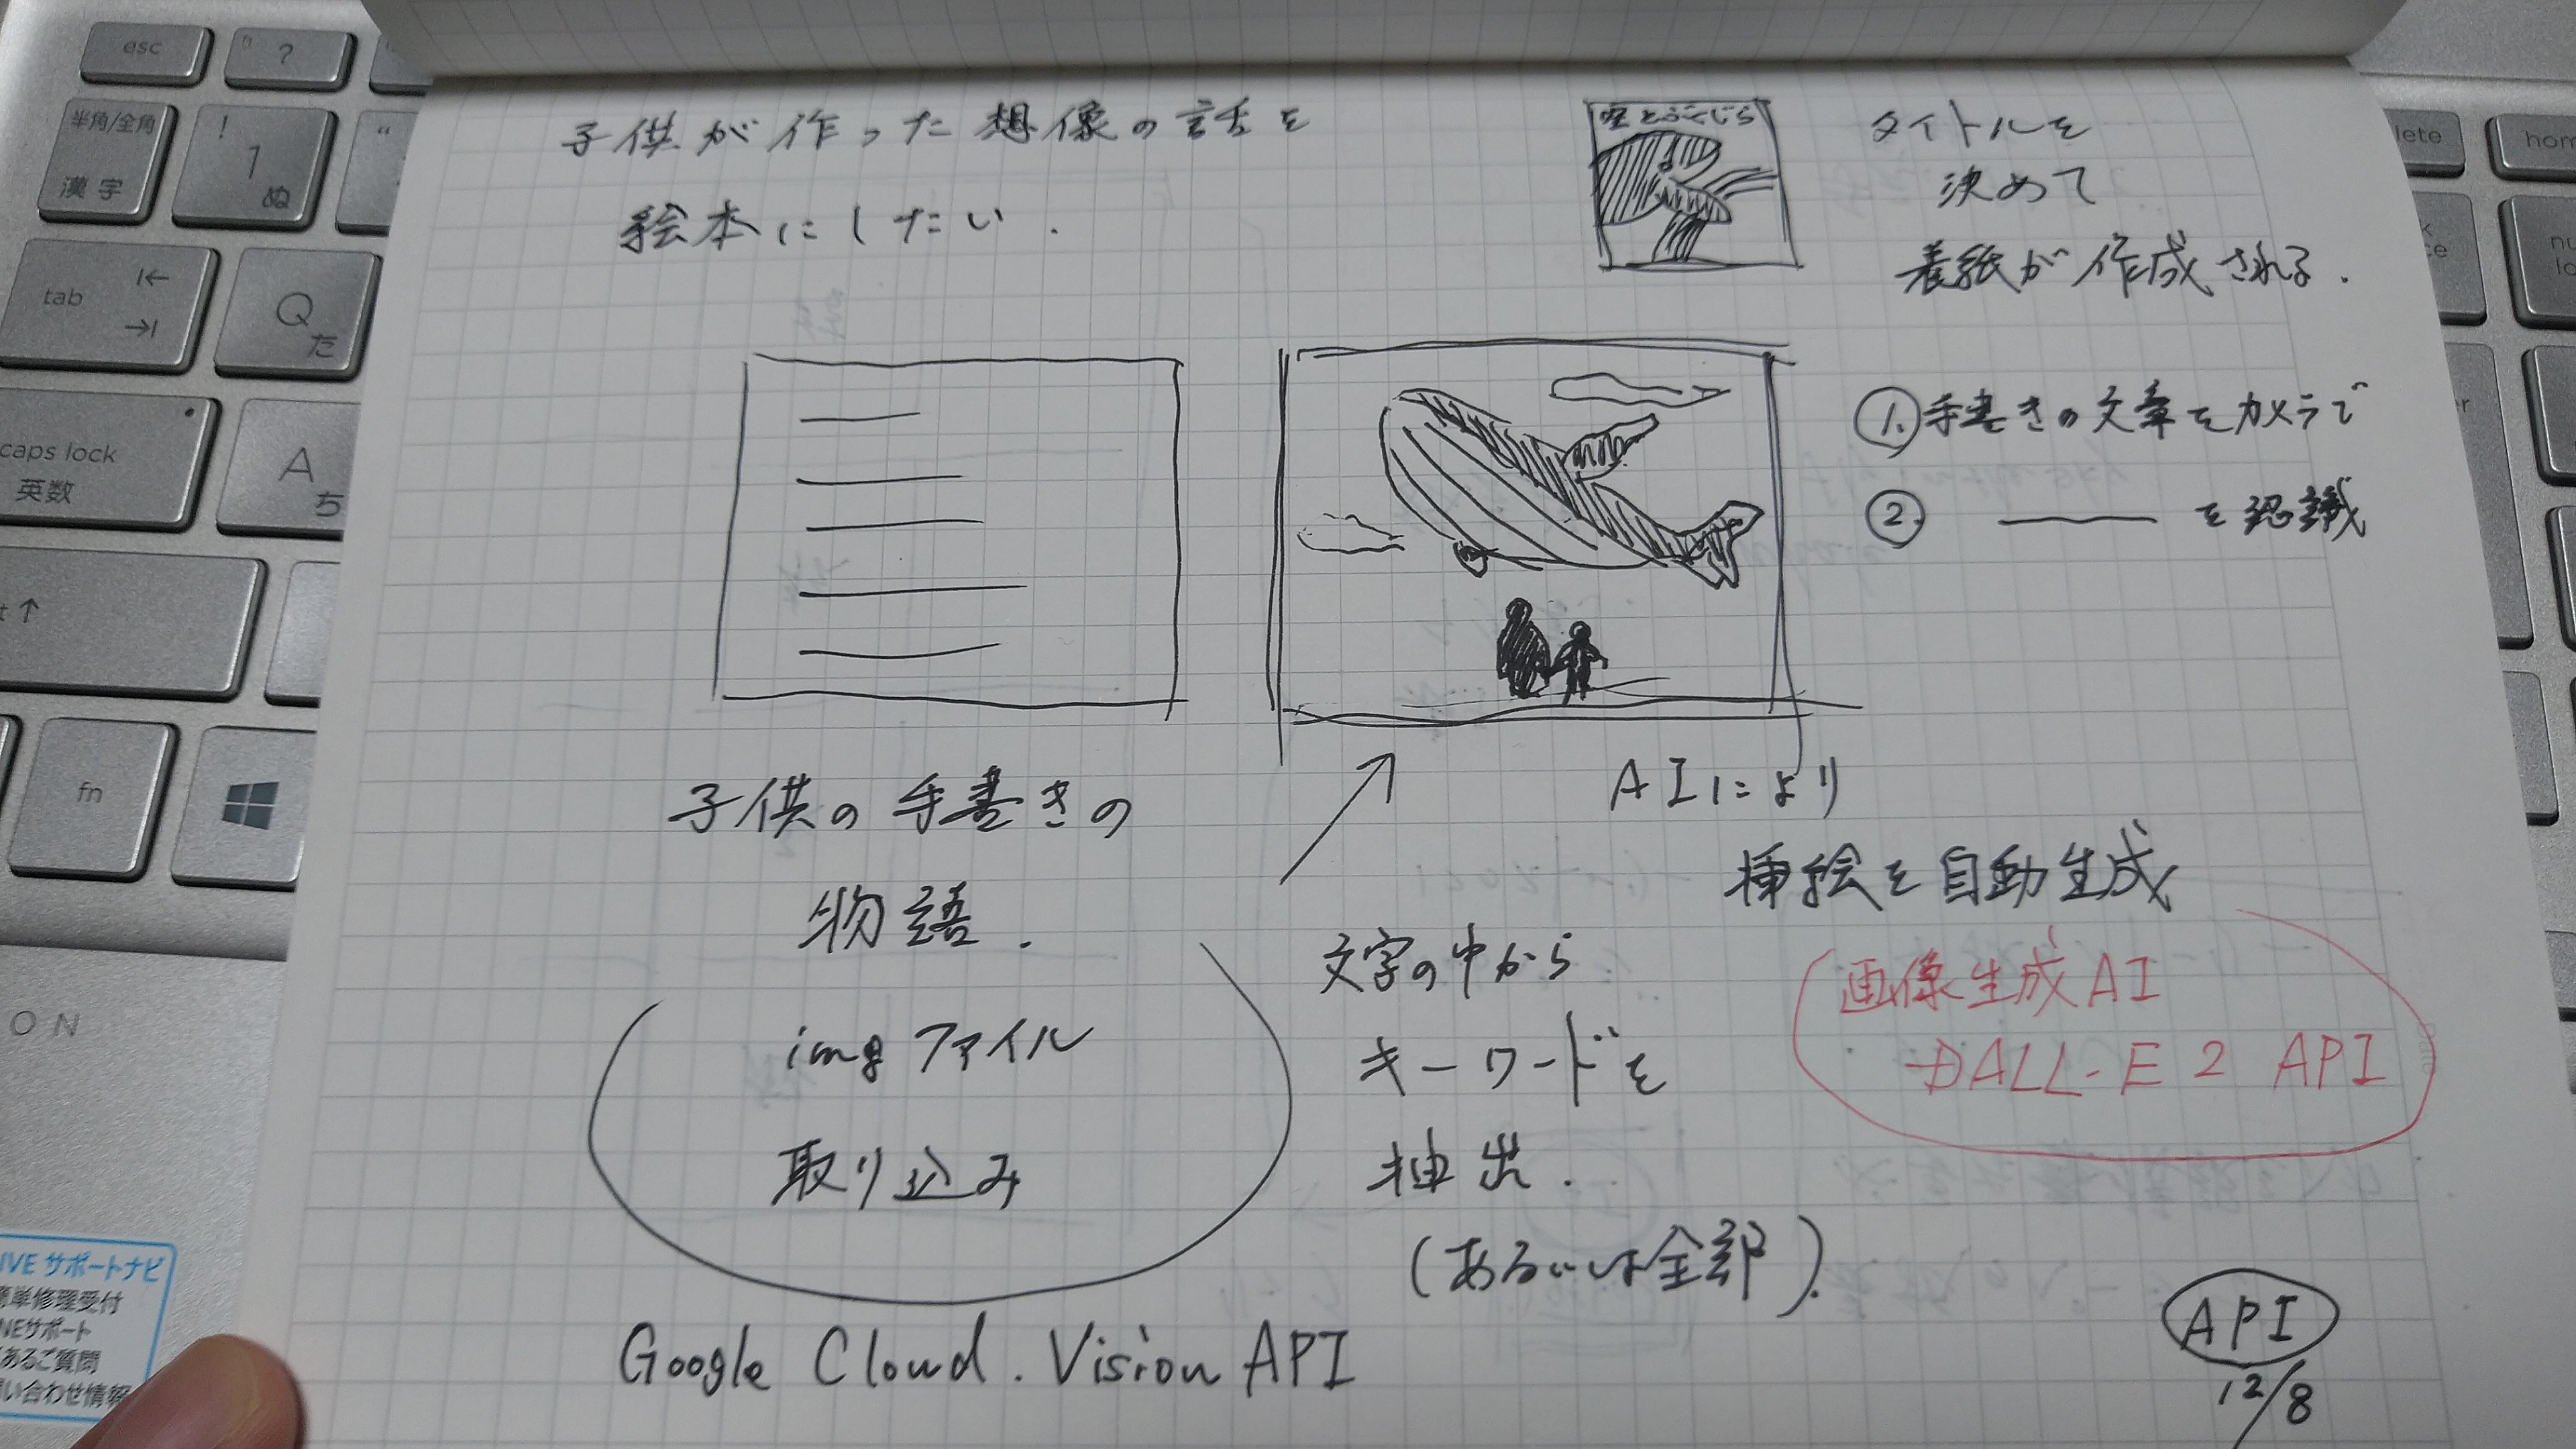 子供が作った想像の話を
絵本にしたい.
空とぶくじら
タイトルを
決めて
表紙が作成される.
①手書きの文章をカメラで
② を認識
子供の手書きの
物語.
imgファイル
取り込み
Google Cloud.Vision API
文字の中から
キーワードを
抽出.
(あるいは全部).
AIにより
挿絵を自動生成
画像生成AI
DALL-E 2 API
API
12/8
esc
?
半角/全角
漢字
!
1
ぬ
tab
Q
た
caps lock
英数
A
ち
fn
ON
サポートナビ
修理受付
サポート
あるご質問
い合わせ情報
lete
hom